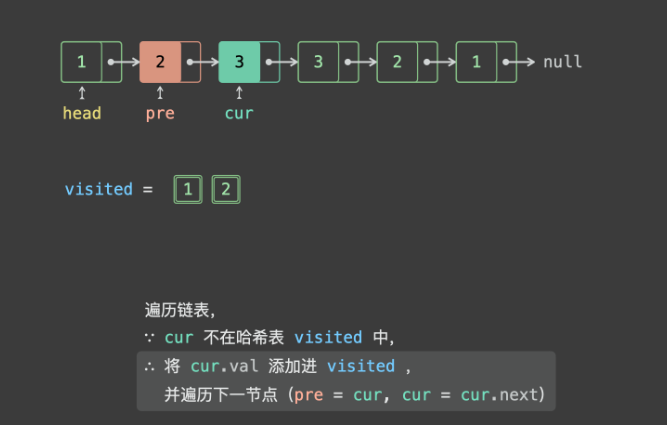 1 2 3 3 2 1 null
head pre cur
visited = 1 2
遍历链表，
∵ cur 不在哈希表 visited 中，
∴ 将 cur.val 添加进 visited ，
并遍历下一节点（pre = cur, cur = cur.next）